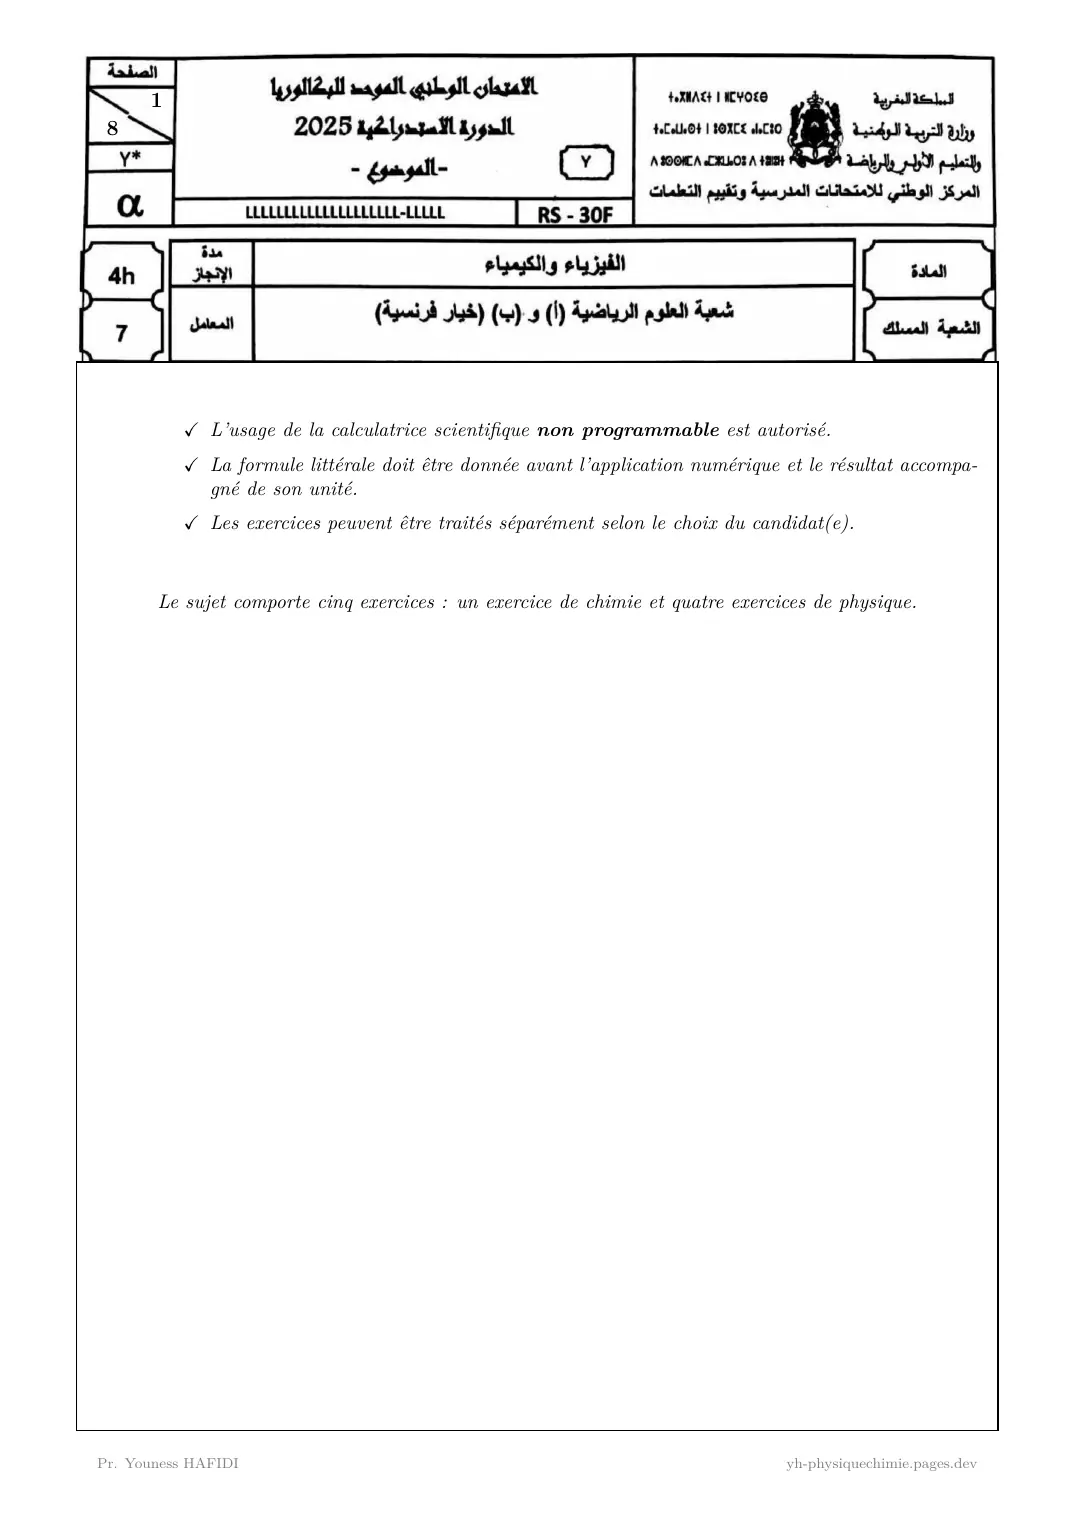 الصفحة
1
8
Y*
α
الامتحان الوطني الموحد للبكالوريا
الدورة الاستدراكية 2025
- الموضوع -
Y
LLLLLLLLLLLLLLLLLLLL-LLLLL
RS - 30F
المملكة المغربية
وزارة التربية الوطنية
والتعليم الأولي والرياضة
المركز الوطني للامتحانات المدرسية وتقييم التعلمات
4h
مدة الإنجاز
الفيزياء والكيمياء
المادة
7
المعامل
شعبة العلوم الرياضية (أ) و (ب) (خيار فرنسية)
الشعبة المسلك
✓ L'usage de la calculatrice scientifique non programmable est autorisé.
✓ La formule littérale doit être donnée avant l'application numérique et le résultat accompa-
gné de son unité.
✓ Les exercices peuvent être traités séparément selon le choix du candidat(e).
Le sujet comporte cinq exercices : un exercice de chimie et quatre exercices de physique.
Pr. Youness HAFIDI
yh-physiquechimie.pages.dev